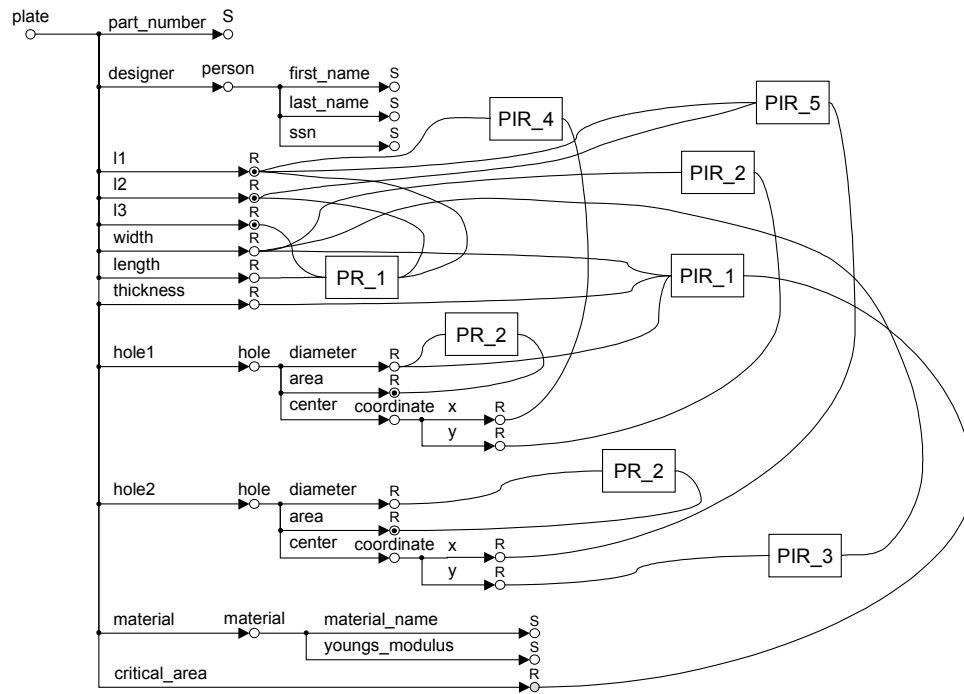 plate
part_number S
designer person first_name S
last_name S
ssn S
PIR_4
PIR_5
l1 R
PIR_2
l2 R
l3 R
width R
length R
PR_1
PIR_1
thickness R
PR_2
hole1 hole diameter R
area R
center coordinate x R
y R
PR_2
hole2 hole diameter R
area R
center coordinate x R
y R
PIR_3
material material material_name S
youngs_modulus S
critical_area R